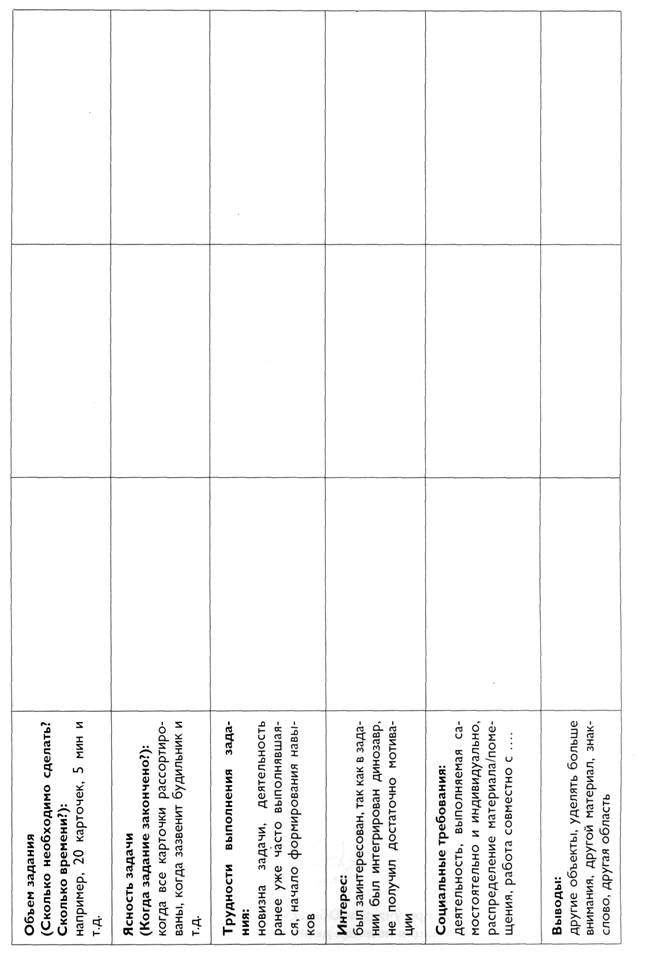 Объем задания
(Сколько необходимо сделать?
Сколько времени?):
например, 20 карточек, 5 мин и
т.д.
Ясность задачи
(Когда задание закончено?):
когда все карточки рассортиро-
ваны, когда зазвенит будильник и
т.д.
Трудности выполнения зада-
ния:
новизна задачи, деятельность
ранее уже часто выполнявшая-
ся, начало формирования навы-
ков
Интерес:
был заинтересован, так как в зада-
нии был интегрирован динозавр,
не получил достаточно мотива-
ции
Социальные требования:
деятельность, выполняемая са-
мостоятельно и индивидуально,
распределение материала/поме-
щения, работа совместно с ....
Выводы:
другие объекты, уделять больше
внимания, другой материал, знак-
слово, другая область